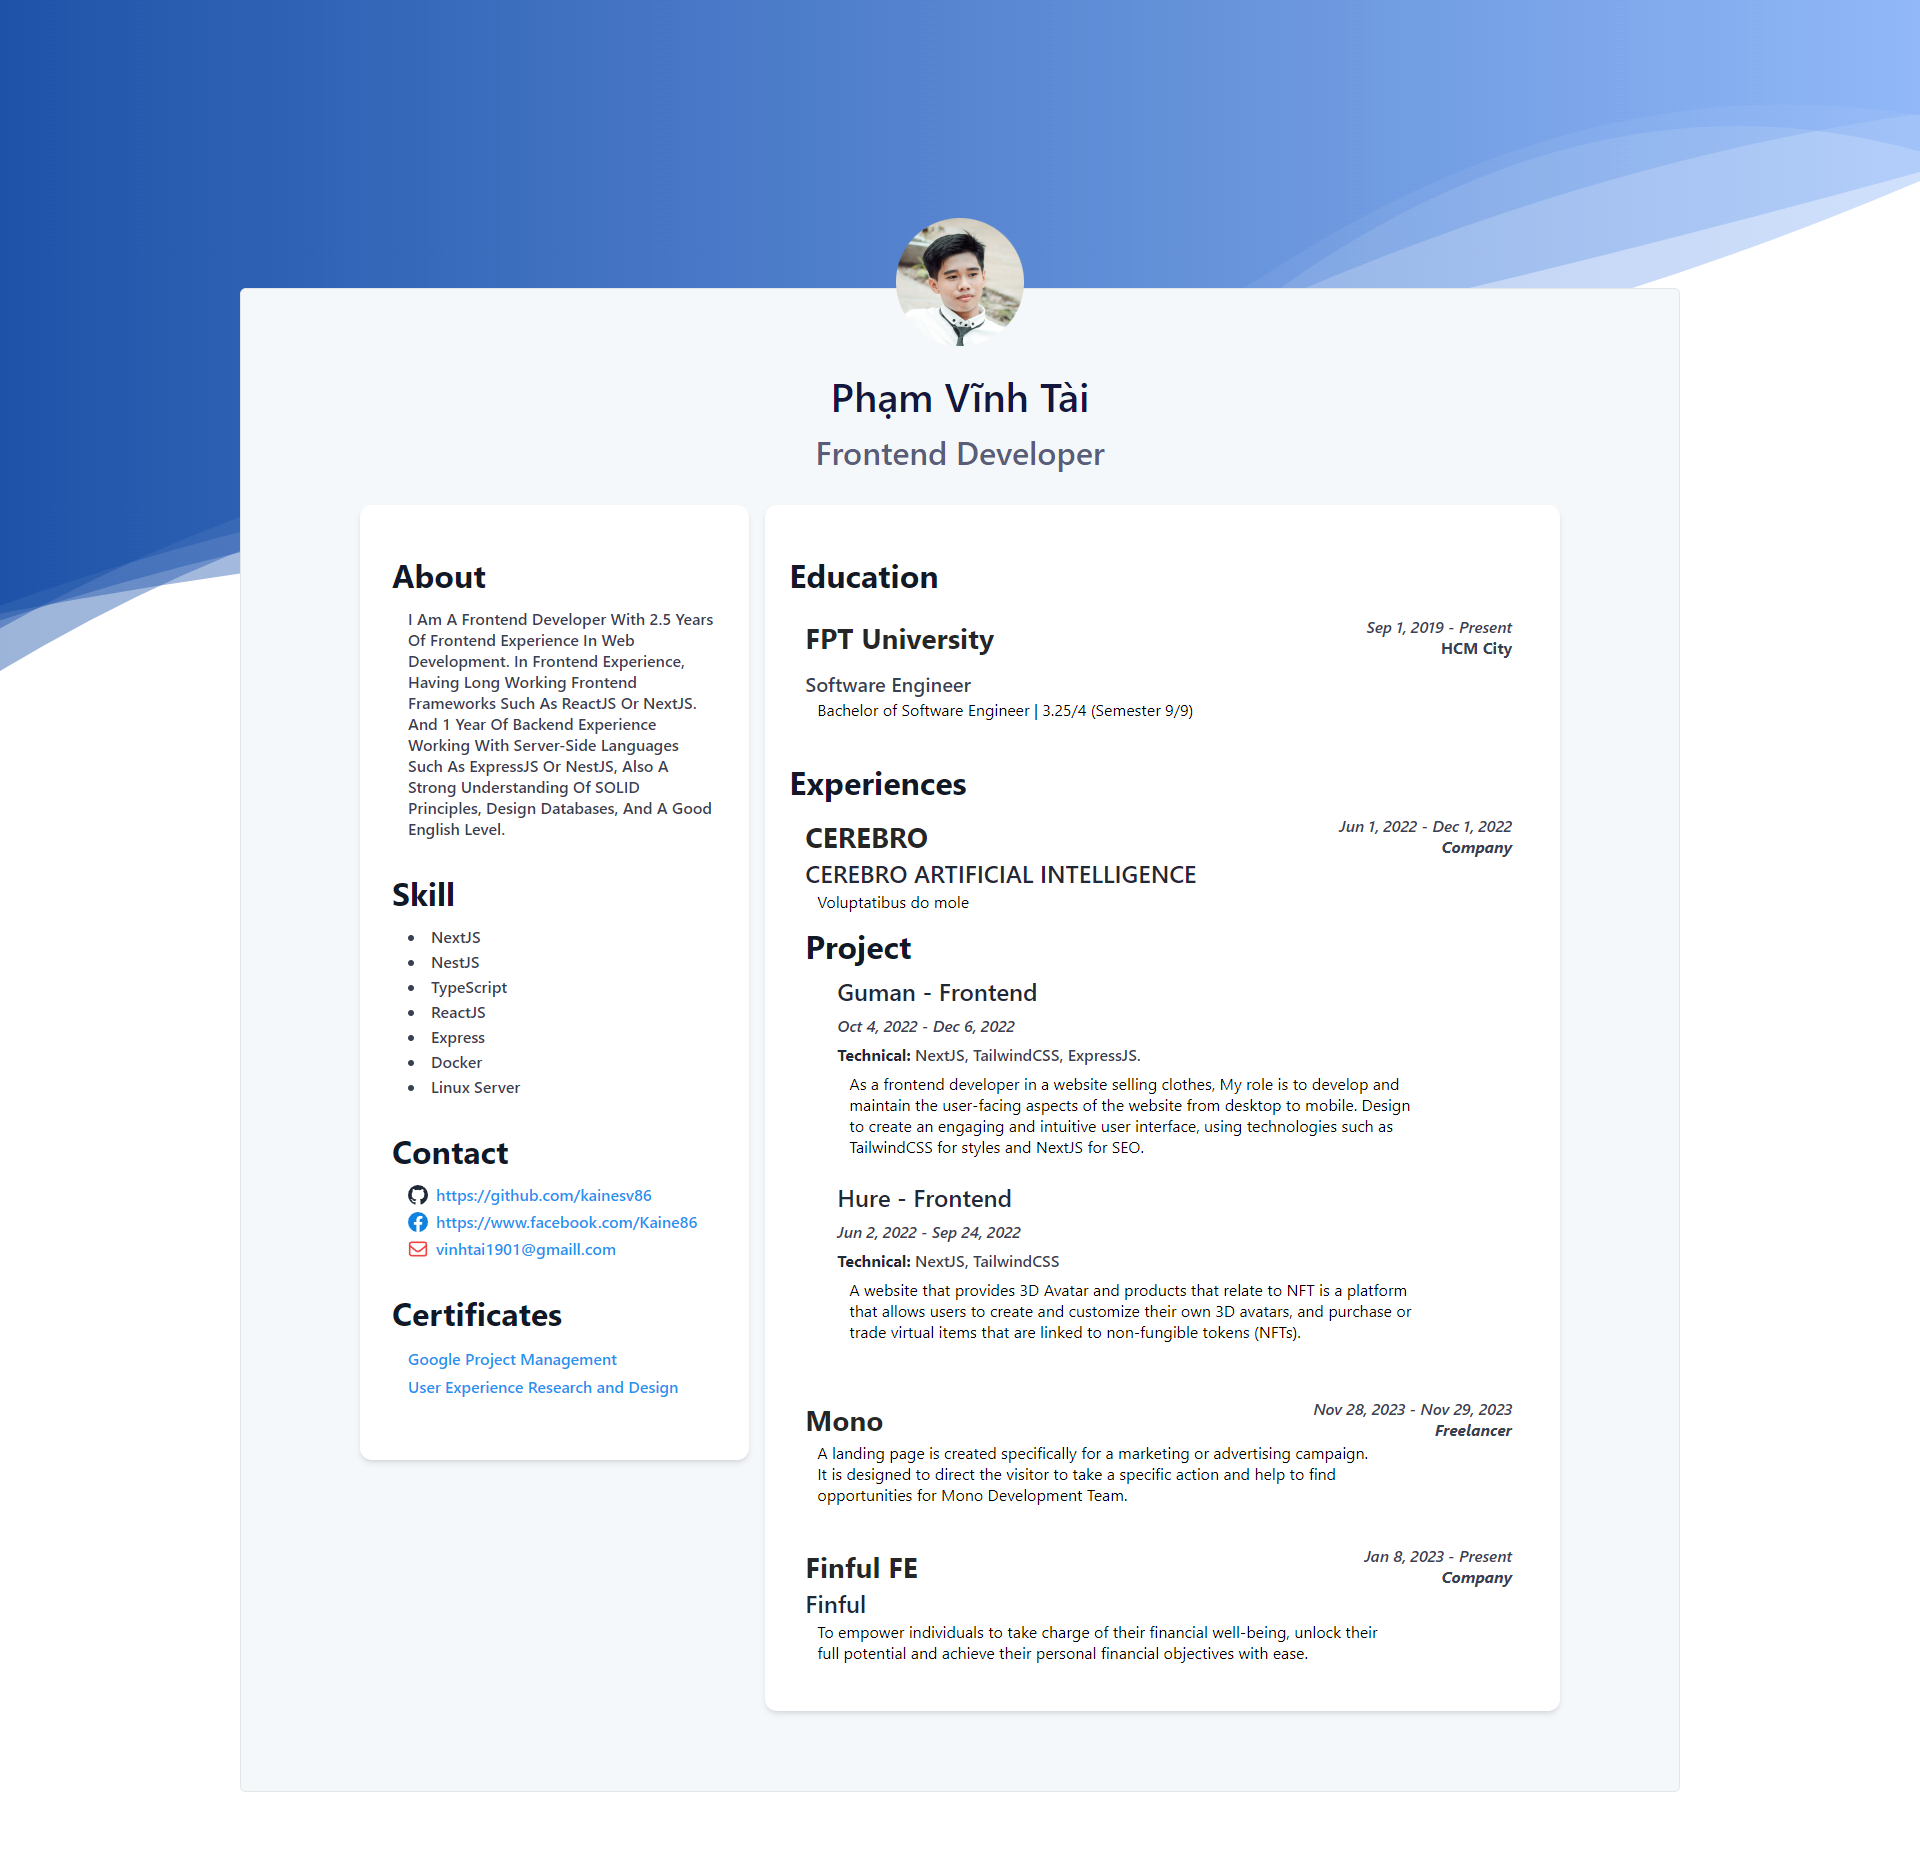 Phạm Vĩnh Tài
Frontend Developer
About
I Am A Frontend Developer With 2.5 Years
Of Frontend Experience In Web
Development. In Frontend Experience,
Having Long Working Frontend
Frameworks Such As ReactJS Or NextJS.
And 1 Year Of Backend Experience
Working With Server-Side Languages
Such As ExpressJS Or NestJS, Also A
Strong Understanding Of SOLID
Principles, Design Databases, And A Good
English Level.
Skill
NextJS
NestJS
TypeScript
ReactJS
Express
Docker
Linux Server
Contact
https://github.com/kainesv86
https://www.facebook.com/Kaine86
vinhtai1901@gmaill.com
Certificates
Google Project Management
User Experience Research and Design
Education
FPT University
Sep 1, 2019 - Present
HCM City
Software Engineer
Bachelor of Software Engineer | 3.25/4 (Semester 9/9)
Experiences
CEREBRO
Jun 1, 2022 - Dec 1, 2022
Company
CEREBRO ARTIFICIAL INTELLIGENCE
Voluptatibus do mole
Project
Guman - Frontend
Oct 4, 2022 - Dec 6, 2022
Technical: NextJS, TailwindCSS, ExpressJS.
As a frontend developer in a website selling clothes, My role is to develop and
maintain the user-facing aspects of the website from desktop to mobile. Design
to create an engaging and intuitive user interface, using technologies such as
TailwindCSS for styles and NextJS for SEO.
Hure - Frontend
Jun 2, 2022 - Sep 24, 2022
Technical: NextJS, TailwindCSS
A website that provides 3D Avatar and products that relate to NFT is a platform
that allows users to create and customize their own 3D avatars, and purchase or
trade virtual items that are linked to non-fungible tokens (NFTs).
Mono
Nov 28, 2023 - Nov 29, 2023
Freelancer
A landing page is created specifically for a marketing or advertising campaign.
It is designed to direct the visitor to take a specific action and help to find
opportunities for Mono Development Team.
Finful FE
Jan 8, 2023 - Present
Company
Finful
To empower individuals to take charge of their financial well-being, unlock their
full potential and achieve their personal financial objectives with ease.